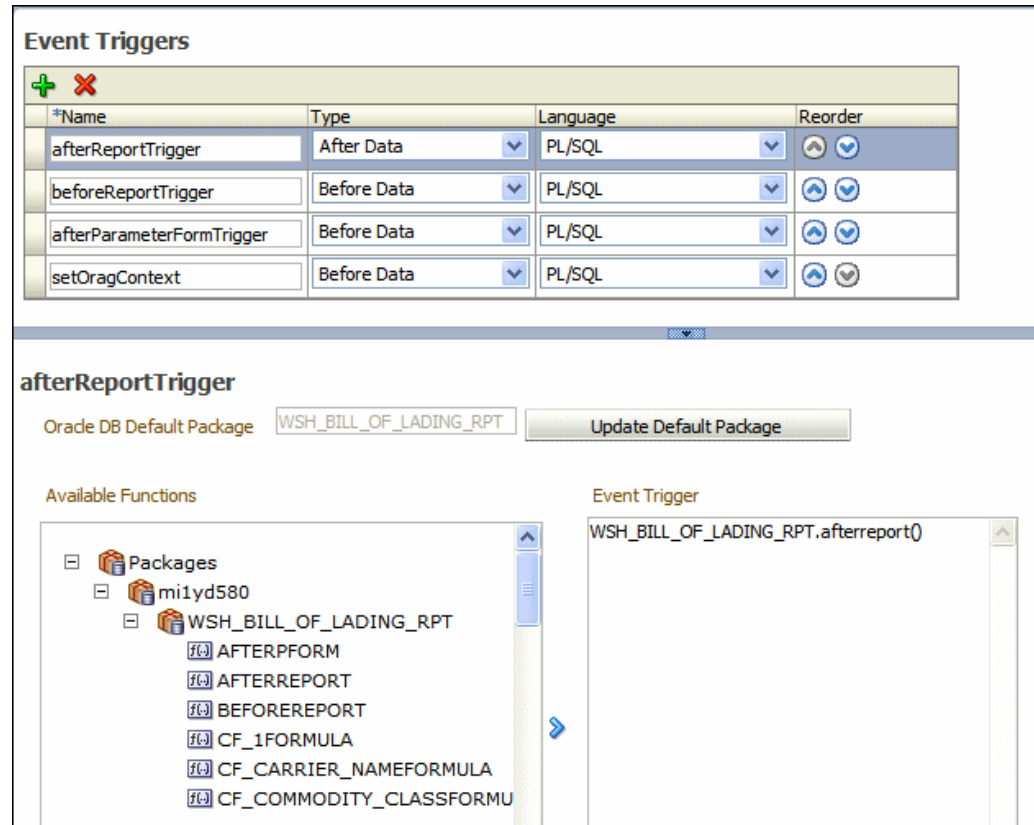 Event Triggers
*Name Type Language Reorder
afterReportTrigger After Data PL/SQL
beforeReportTrigger Before Data PL/SQL
afterParameterFormTrigger Before Data PL/SQL
setOragContext Before Data PL/SQL
afterReportTrigger
Oracle DB Default Package WSH_BILL_OF_LADING_RPT Update Default Package
Available Functions Event Trigger
WSH_BILL_OF_LADING_RPT.afterreport()
Packages
mi1yd580
WSH_BILL_OF_LADING_RPT
f(.) AFTERPFORM
f(.) AFTERREPORT
f(.) BEFOREREPORT
f(.) CF_1FORMULA
f(.) CF_CARRIER_NAMEFORMULA
f(.) CF_COMMODITY_CLASSFORMU